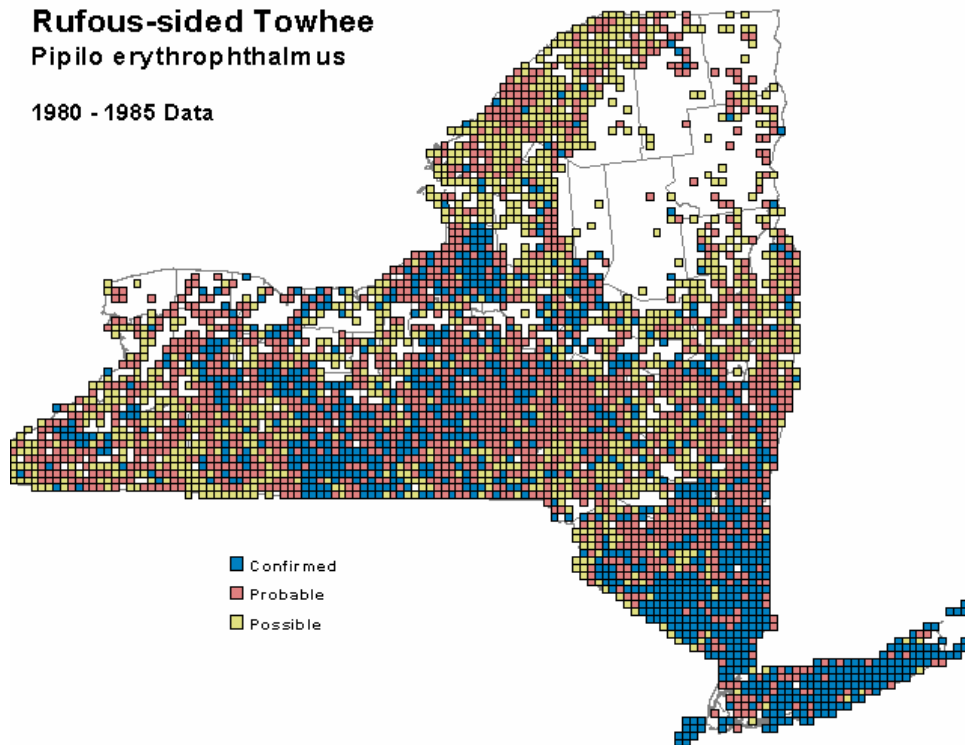 Rufous-sided Towhee
Pipilo erythrophthalmus
1980 - 1985 Data
Confirmed
Probable
Possible